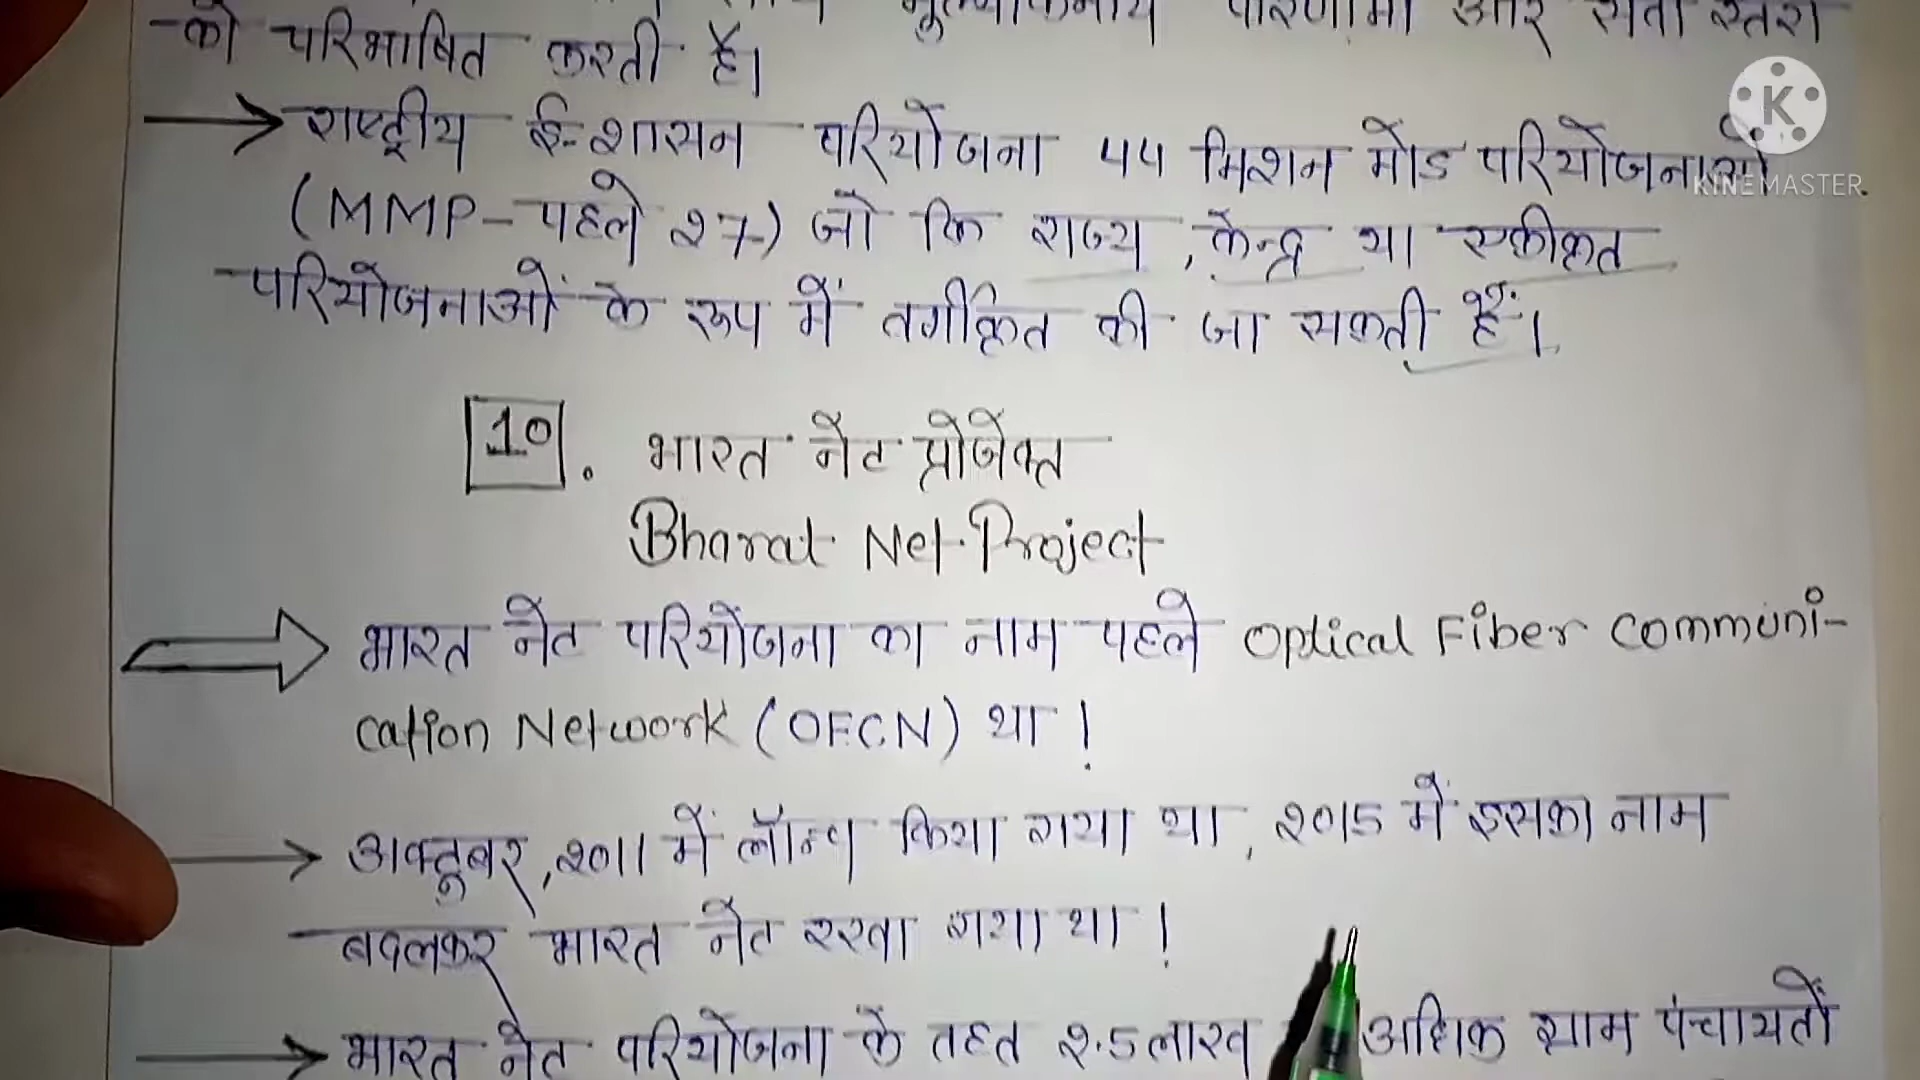 को परिभाषित करती है।
→ राष्ट्रीय ई-शासन परियोजना 44 मिशन मोड परियोजनाओं
(MMP- पहले 27) जो कि राज्य, केन्द्र या एकीकृत
परियोजनाओं के रूप में वर्गीकृत की जा सकती हैं।
10. भारत नेट प्रोजेक्ट
Bharat Net Project
भारत नेट परियोजना का नाम पहले Optical Fiber Communi-
cation Network (OFCN) था !
→ अक्टूबर, 2011 में लॉन्च किया गया था, 2015 में इसका नाम
बदलकर भारत नेट रखा गया था !
→ भारत नेट परियोजना के तहत 2.5 लाख अधिक ग्राम पंचायतों
K
KINEMASTER